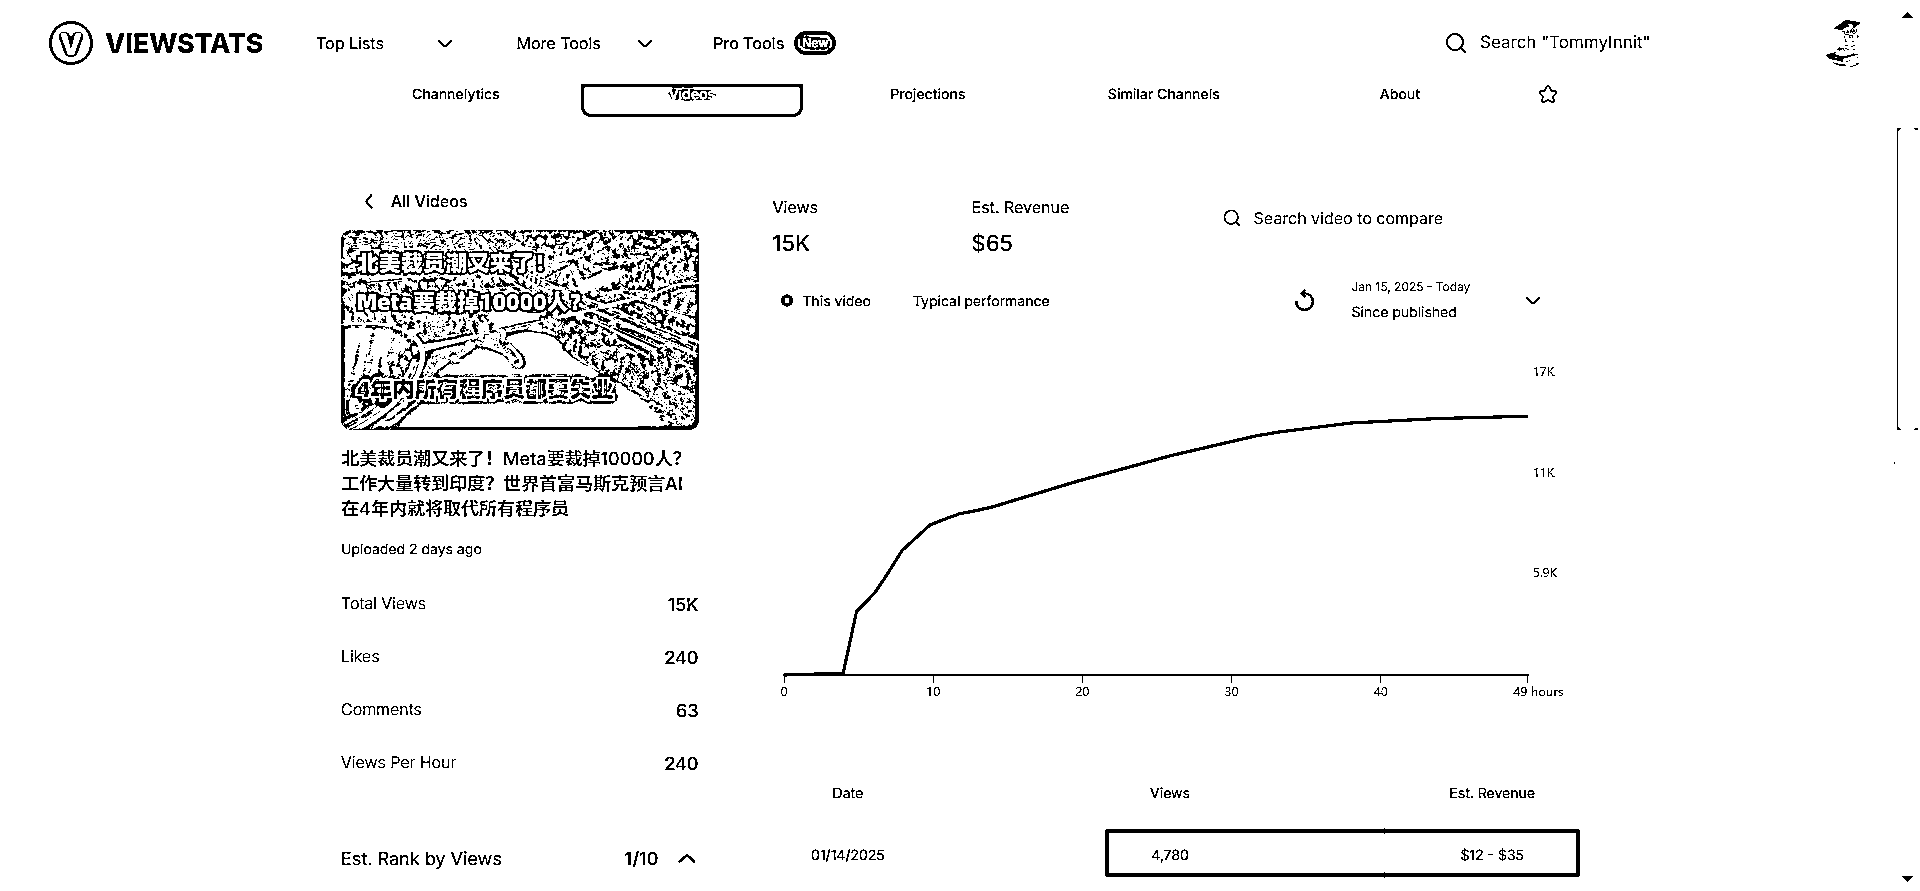 VIEWSTATS
Top Lists
More Tools
Pro Tools New
Search "TommyInnit"
Channelytics
Videos
Projections
Similar Channels
About
All Videos
北美裁员潮又来了!
Meta要裁掉10000人?
4年内所有程序员都要失业
北美裁员潮又来了！Meta要裁掉10000人？
工作大量转到印度？世界首富马斯克预言AI
在4年内就将取代所有程序员
Uploaded 2 days ago
Total Views 15K
Likes 240
Comments 63
Views Per Hour 240
Est. Rank by Views 1/10
Views
15K
Est. Revenue
$65
Search video to compare
This video
Typical performance
Jan 15, 2025 - Today
Since published
17K
11K
5.9K
0 10 20 30 40 49 hours
Date Views Est. Revenue
01/14/2025 4,780 $12 - $35